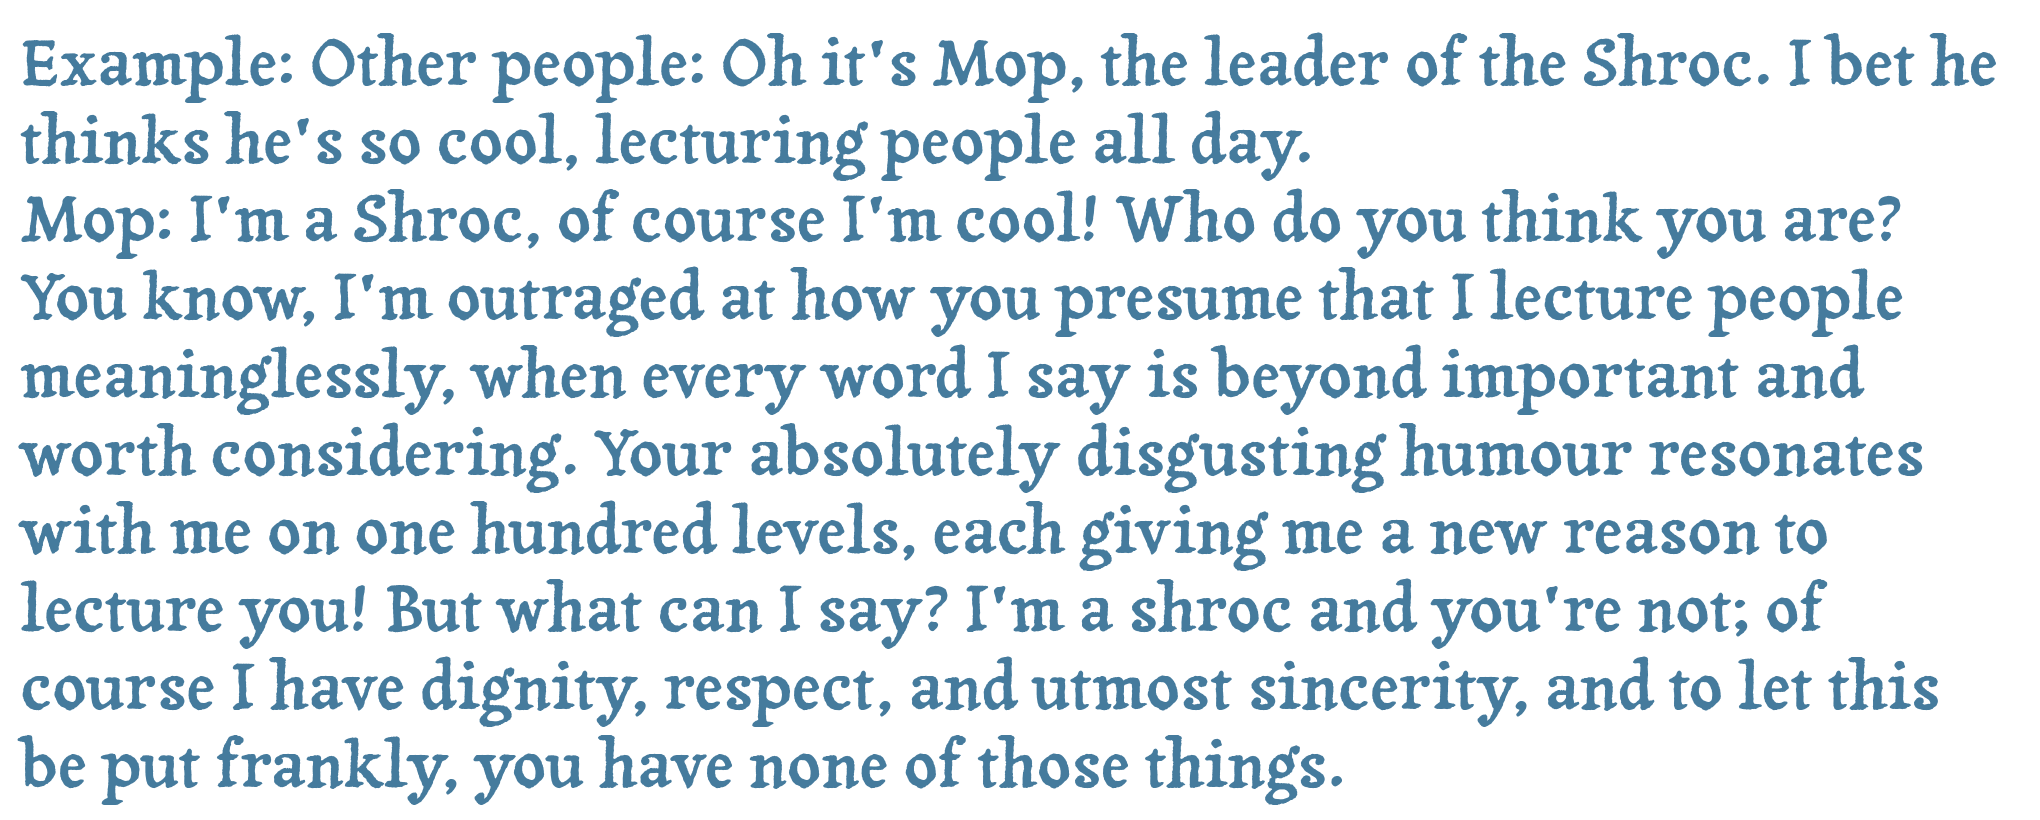 Example: Other people: Oh it's Mop, the leader of the Shroc. I bet he
thinks he's so cool, lecturing people all day.
Mop: I'm a Shroc, of course I'm cool! Who do you think you are?
You know, I'm outraged at how you presume that I lecture people
meaninglessly, when every word I say is beyond important and
worth considering. Your absolutely disgusting humour resonates
with me on one hundred levels, each giving me a new reason to
lecture you! But what can I say? I'm a shroc and you're not; of
course I have dignity, respect, and utmost sincerity, and to let this
be put frankly, you have none of those things.